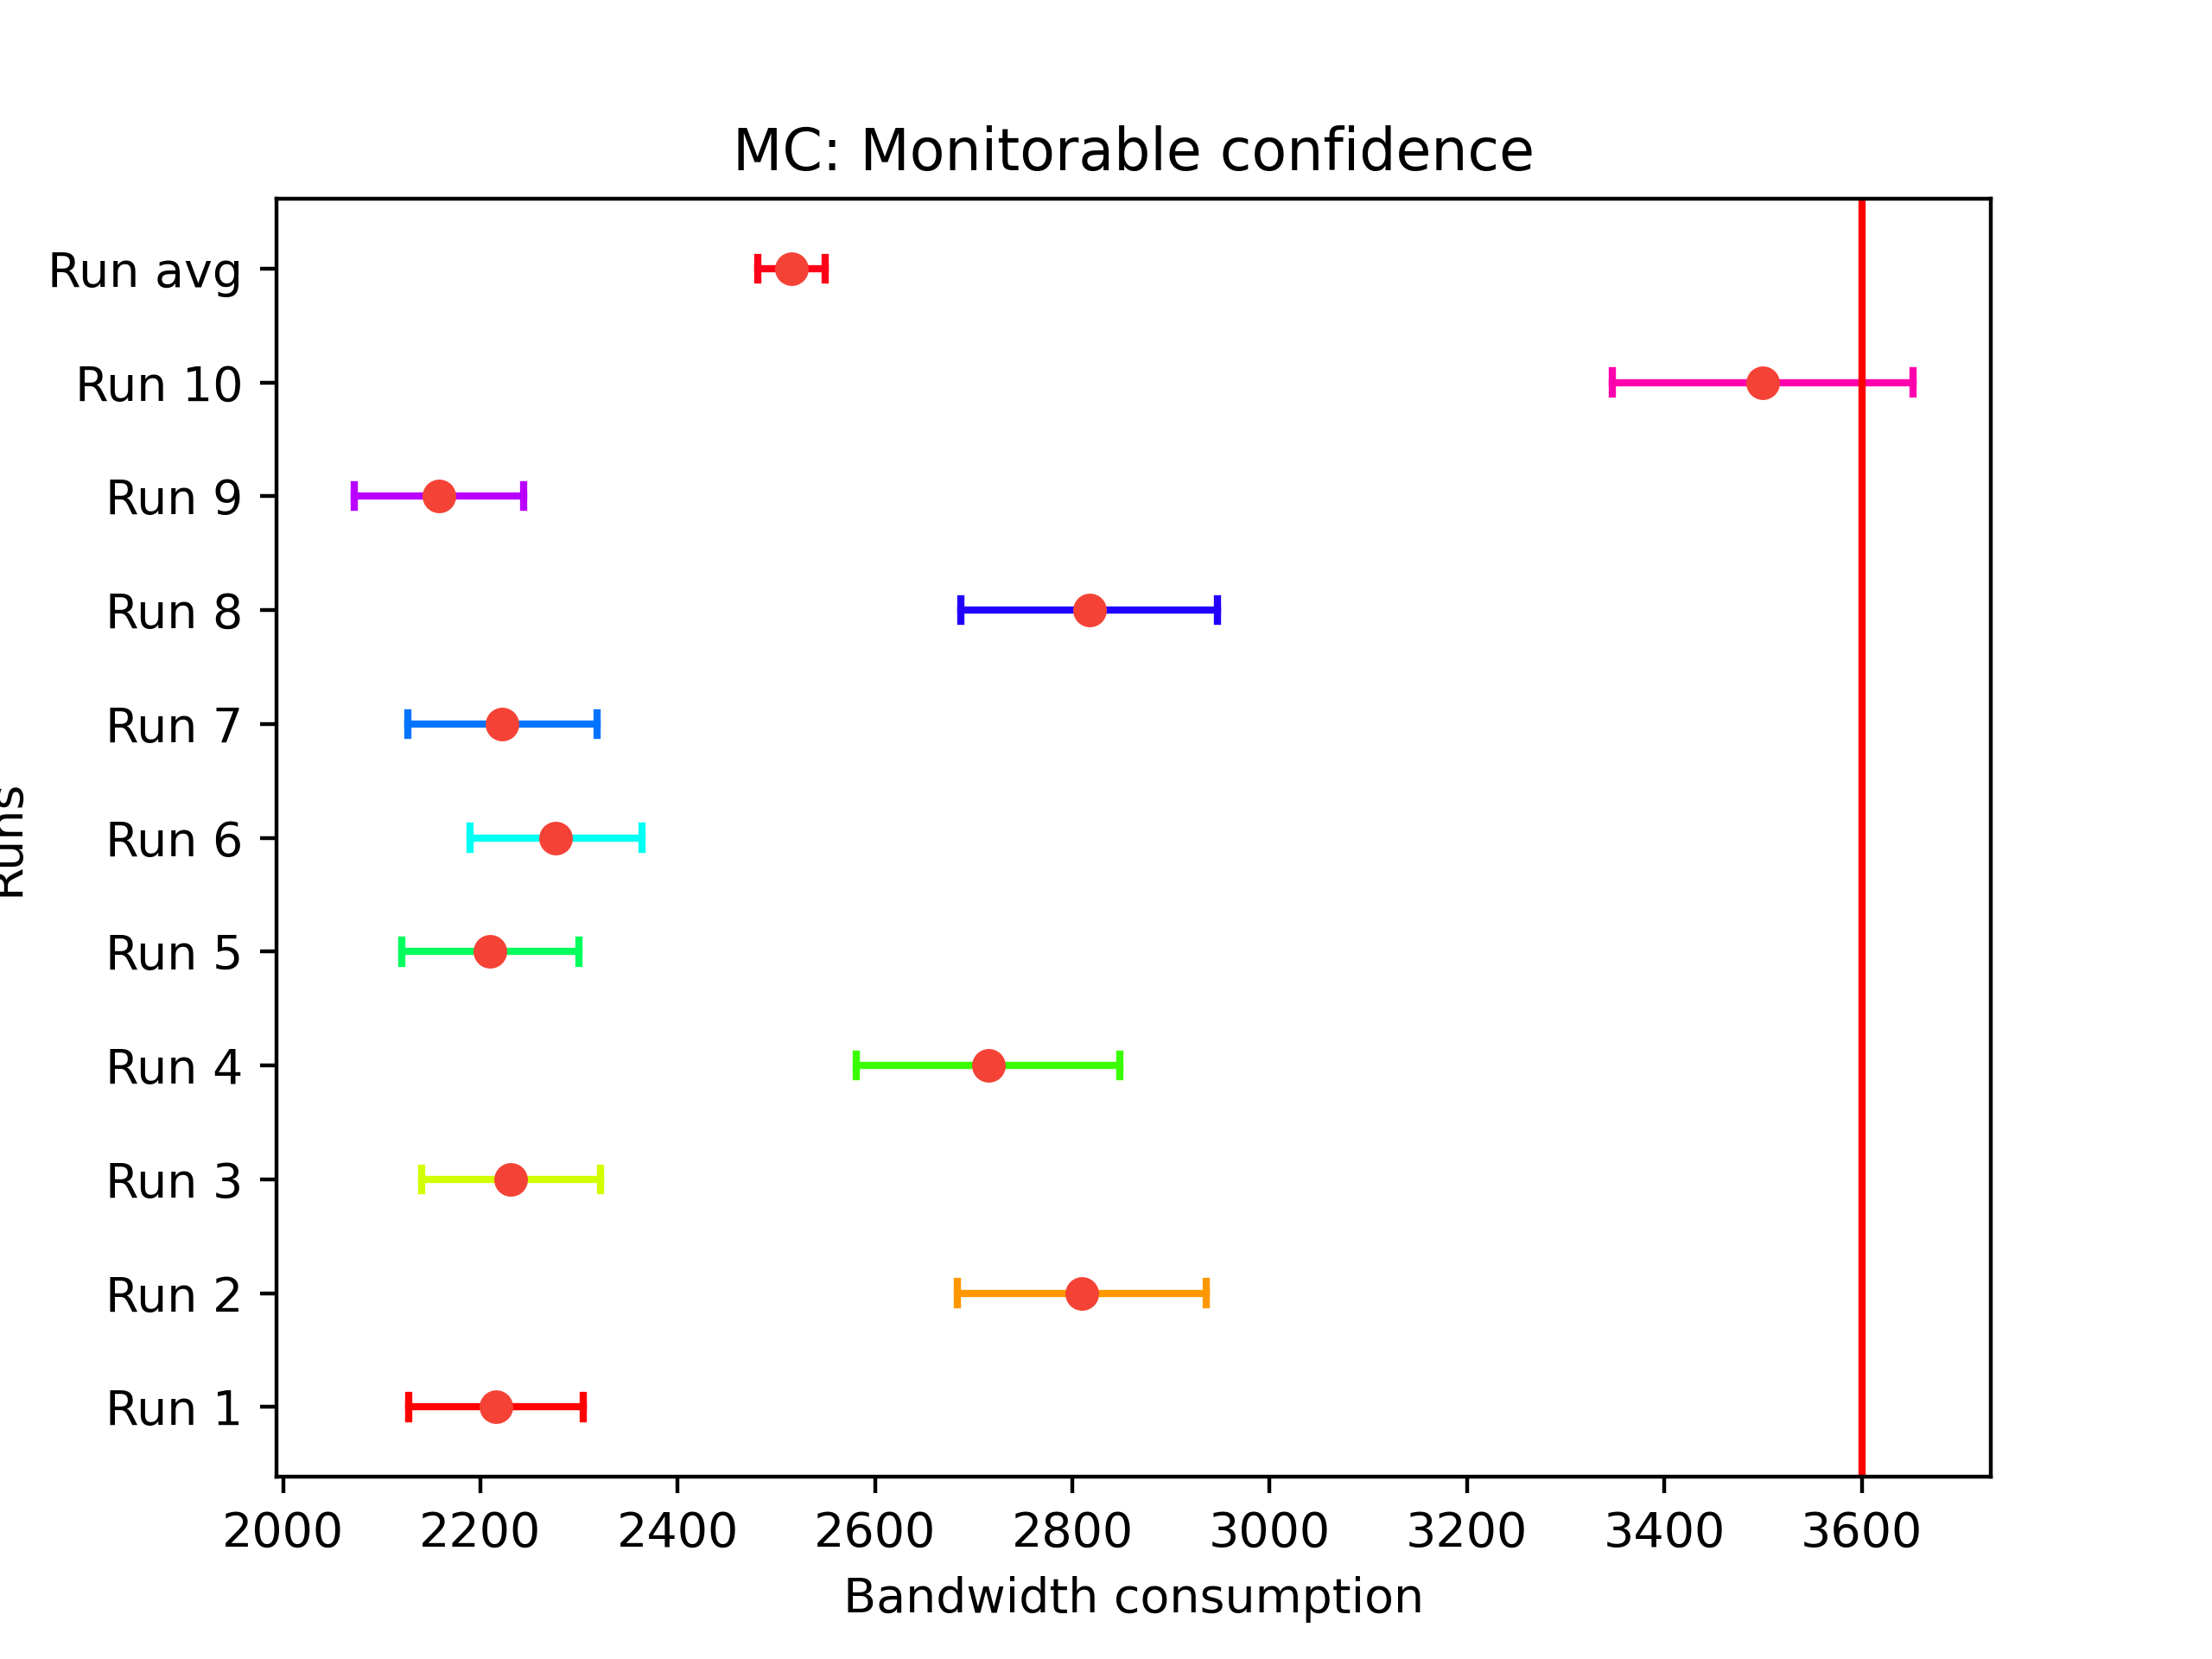 MC: Monitorable confidence
Run avg
Run 10
Run 9
Run 8
Run 7
Run 6
Run 5
Run 4
Run 3
Run 2
Run 1
Runs
2000 2200 2400 2600 2800 3000 3200 3400 3600
Bandwidth consumption